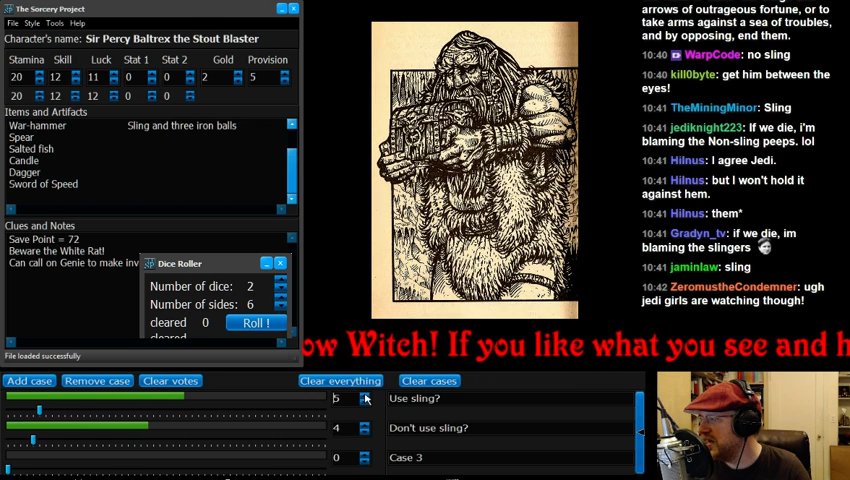 The Sorcery Project
File Style Tools Help
Character's name: Sir Percy Baltrex the Stout Blaster
Stamina Skill Luck Stat 1 Stat 2 Gold Provision
20 12 11 0 0 2 5
20 12 12 0 0
Items and Artifacts
War-hammer Sling and three iron balls
Spear
Salted fish
Candle
Dagger
Sword of Speed
Clues and Notes
Save Point = 72
Beware the White Rat!
Can call on Genie to make inv
Dice Roller
Number of dice: 2
Number of sides: 6
cleared 0 Roll !
cleared
File loaded successfully
arrows of outrageous fortune, or to
take arms against a sea of troubles,
and by opposing, end them.
10:40 WarpCode: no sling
10:40 kill0byte: get him between the
eyes!
10:41 TheMiningMinor: Sling
10:41 jediknight223: If we die, i'm
blaming the Non-sling peeps. lol
10:41 Hilnus: I agree Jedi.
10:41 Hilnus: but I won't hold it
against hem.
10:41 Hilnus: them*
10:41 Gradyn_tv: if we die, im
blaming the slingers
10:41 jaminlaw: sling
10:42 ZeromustheCondemner: ugh
jedi girls are watching though!
ow Witch! If you like what you see and h
Add case Remove case Clear votes Clear everything Clear cases
5 Use sling?
4 Don't use sling?
0 Case 3